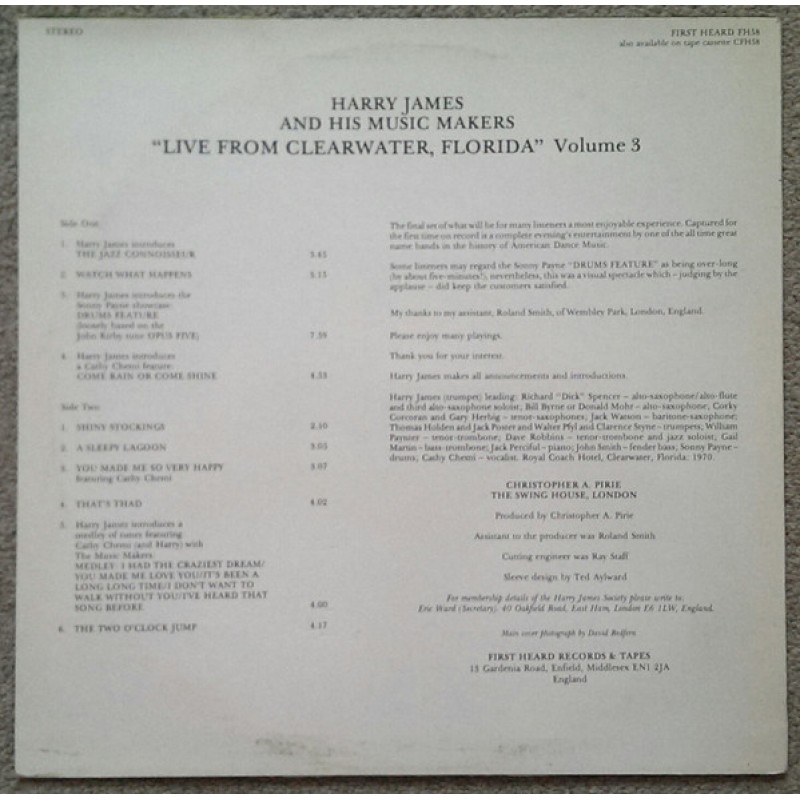 STEREO
FIRST HEARD FH58
also available on tape cassette CFH58
HARRY JAMES
AND HIS MUSIC MAKERS
"LIVE FROM CLEARWATER, FLORIDA" Volume 3
Side One
1. Harry James introduces
THE JAZZ CONNOISSEUR 3.45
2. WATCH WHAT HAPPENS
3. Harry James introduces the
Sonny Payne showcase:
DRUMS FEATURE
(loosely based on the
John Kirby tune OPUS FIVE)
4. Harry James introduces
a Cathy Chemi feature:
COME RAIN OR COME SHINE
Side Two
1. SHINY STOCKINGS
2. A SLEEPY LAGOON 3.05
3. YOU MADE ME SO VERY HAPPY 3.07
featuring Cathy Chemi
4. THAT'S THAD 4.02
5. Harry James introduces a
medley of tunes featuring
Cathy Chemi (and Harry) with
The Music Makers.
MEDLEY: I HAD THE CRAZIEST DREAM/
YOU MADE ME LOVE YOU/IT'S BEEN A
LONG LONG TIME/I DON'T WANT TO
WALK WITHOUT YOU/I'VE HEARD THAT
SONG BEFORE 4.00
6. THE TWO O'CLOCK JUMP 4.17
The final set of what will be for many listeners a most enjoyable experience. Captured for
the first time on record is a complete evening's entertainment by one of the all time great
name bands in the history of American Dance Music.
Some listeners may regard the Sonny Payne "DRUMS FEATURE" as being over-long
(be about five-minutes!), nevertheless, this was a visual spectacle which – judging by the
applause – did keep the customers satisfied.
My thanks to my assistant, Roland Smith, of Wembley Park, London, England.
Please enjoy many playings.
Thank you for your interest.
Harry James makes all announcements and introductions.
Harry James (trumpet) leading: Richard "Dick" Spencer – alto-saxophone/alto-flute
and third alto-saxophone soloist; Bill Byrne or Donald Mohr – alto-saxophone; Corky
Corcoran and Gary Herbig – tenor-saxophones; Jack Watson – baritone-saxophone;
Thomas Holden and Jack Poster and Walter Pfyl and Clarence Styne – trumpets; William
Paynter – tenor-trombone; Dave Robbins – tenor-trombone and jazz soloist; Gail
Martin – bass-trombone; Jack Perciful – piano; John Smith – fender bass; Sonny Payne –
drums; Cathy Chemi – vocalist. Royal Coach Hotel, Clearwater, Florida: 1970.
CHRISTOPHER A. PIRIE
THE SWING HOUSE, LONDON
Produced by Christopher A. Pirie
Assistant to the producer was Roland Smith
Cutting engineer was Ray Staff
Sleeve design by Ted Aylward
For membership details of the Harry James Society please write to:
Eric Ward (Secretary), 40 Oakfield Road, East Ham, London E6 1LW, England.
Main cover photograph by David Redfern
FIRST HEARD RECORDS & TAPES
13 Gardenia Road, Enfield, Middlesex EN1 2JA
England